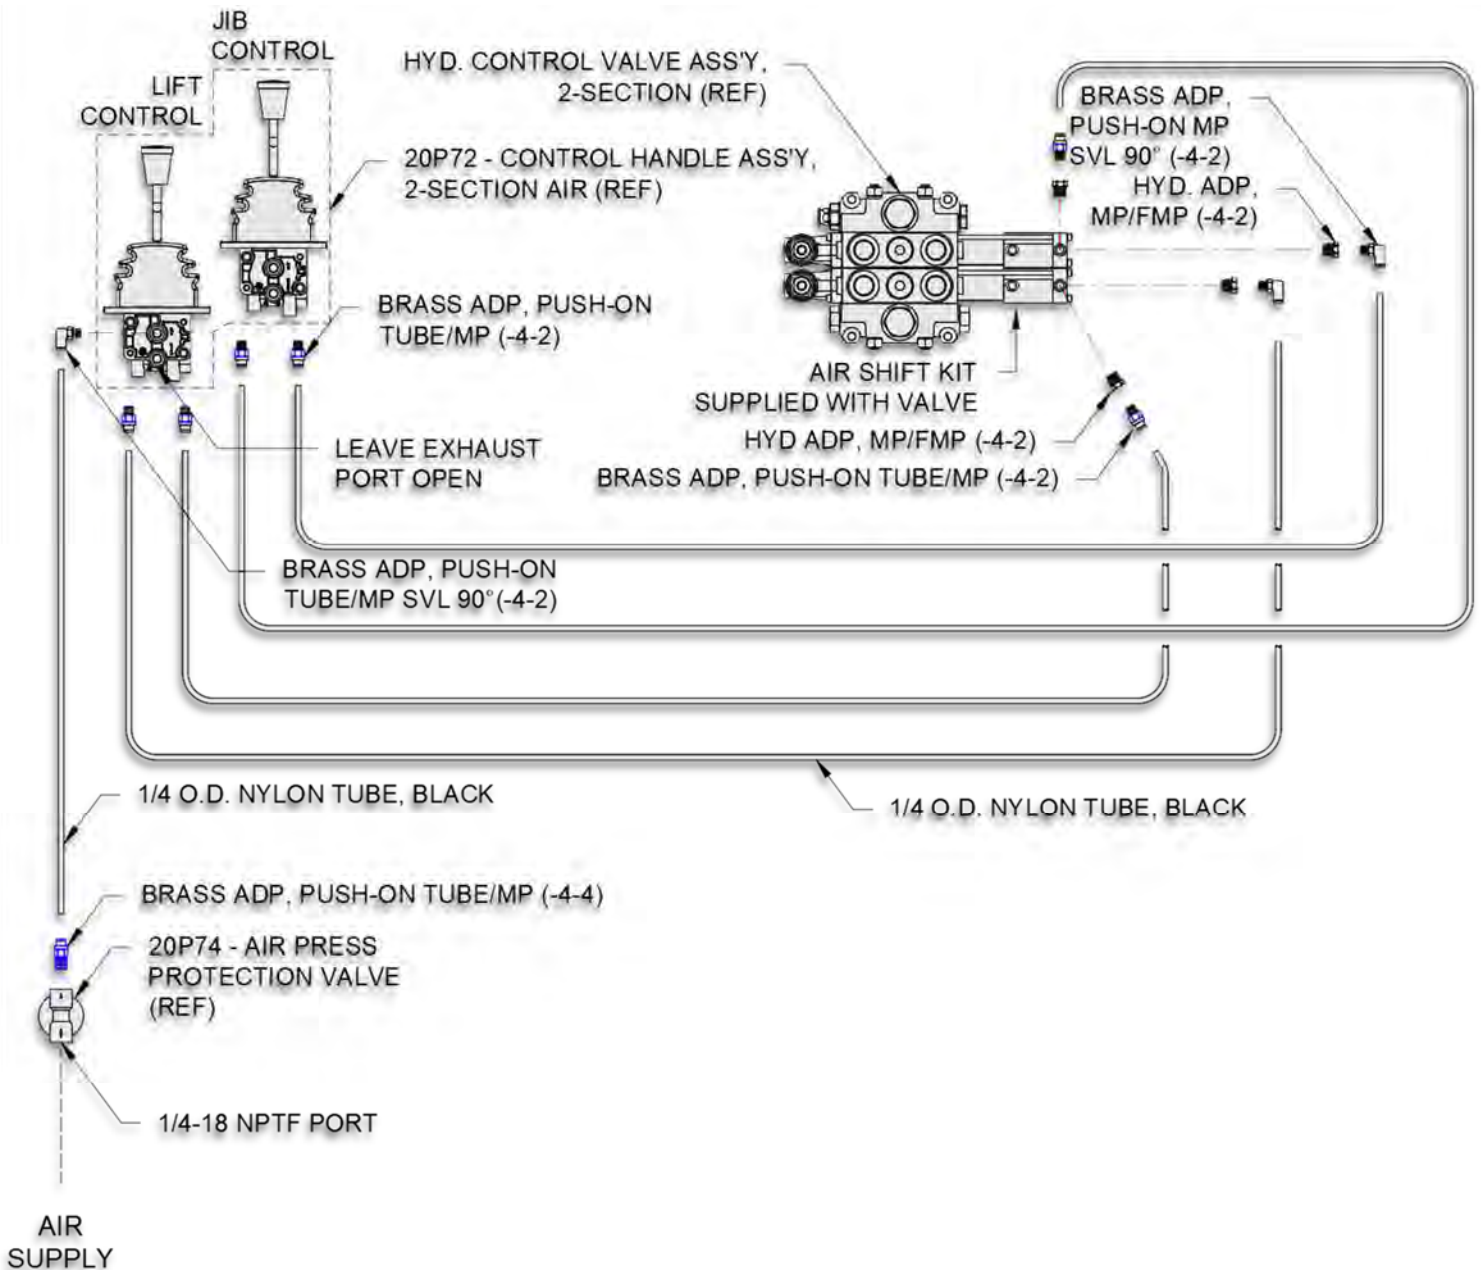 JIB
CONTROL
LIFT
CONTROL
HYD. CONTROL VALVE ASS'Y,
2-SECTION (REF)
20P72 - CONTROL HANDLE ASS'Y,
2-SECTION AIR (REF)
BRASS ADP,
PUSH-ON MP
SVL 90° (-4-2)
HYD. ADP,
MP/FMP (-4-2)
BRASS ADP, PUSH-ON
TUBE/MP (-4-2)
AIR SHIFT KIT
SUPPLIED WITH VALVE
HYD ADP, MP/FMP (-4-2)
BRASS ADP, PUSH-ON TUBE/MP (-4-2)
LEAVE EXHAUST
PORT OPEN
BRASS ADP, PUSH-ON
TUBE/MP SVL 90°(-4-2)
1/4 O.D. NYLON TUBE, BLACK
1/4 O.D. NYLON TUBE, BLACK
BRASS ADP, PUSH-ON TUBE/MP (-4-4)
20P74 - AIR PRESS
PROTECTION VALVE
(REF)
1/4-18 NPTF PORT
AIR
SUPPLY